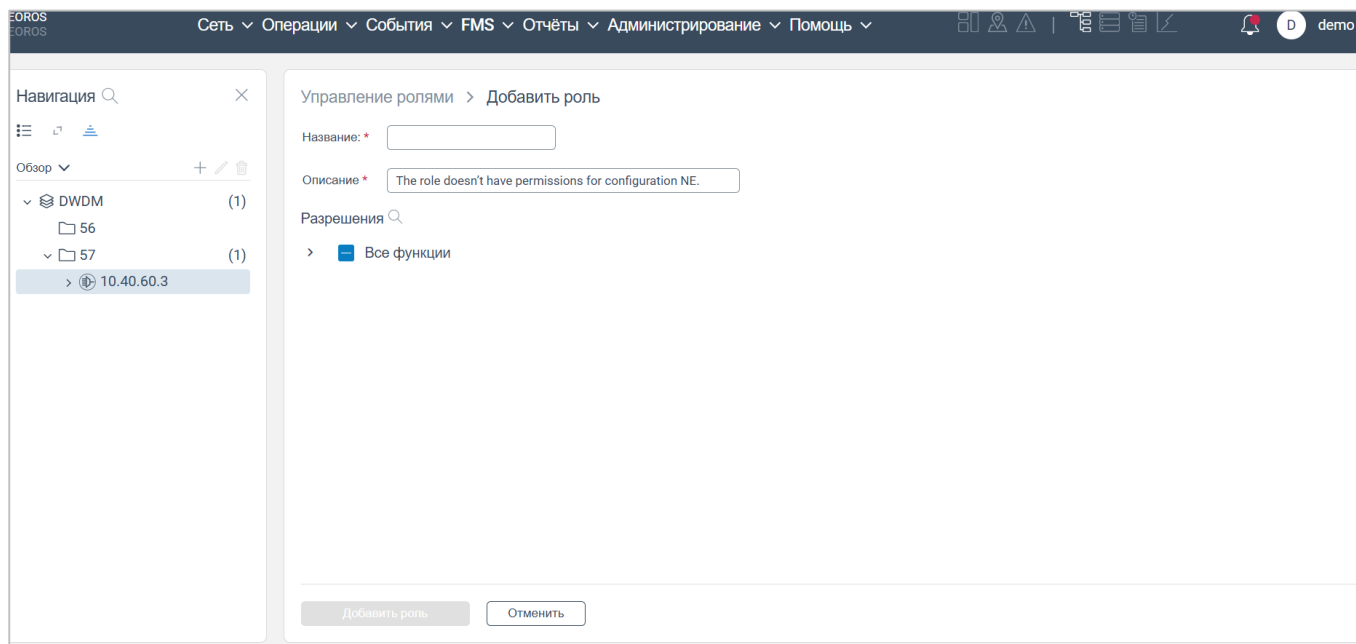 EOROS
EOROS
Сеть Операции События FMS Отчёты Администрирование Помощь
D demo
Навигация
Обзор
DWDM (1)
56
57 (1)
10.40.60.3
Управление ролями > Добавить роль
Название: *
Описание * The role doesn't have permissions for configuration NE.
Разрешения
Все функции
Добавить роль Отменить